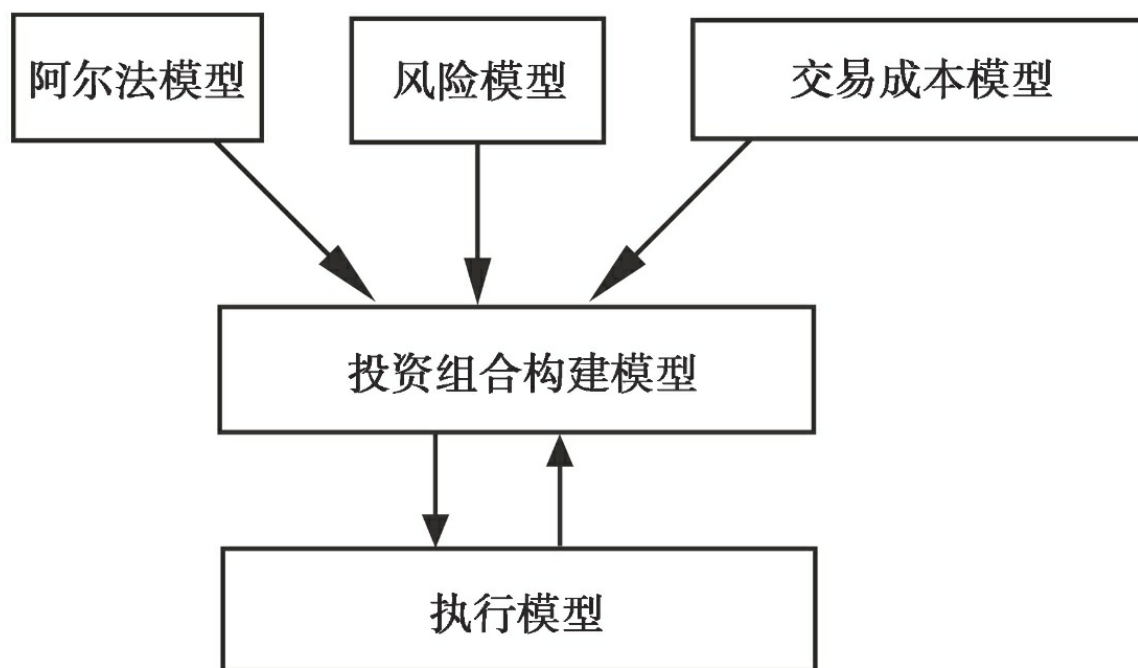 阿尔法模型
风险模型
交易成本模型
投资组合构建模型
执行模型